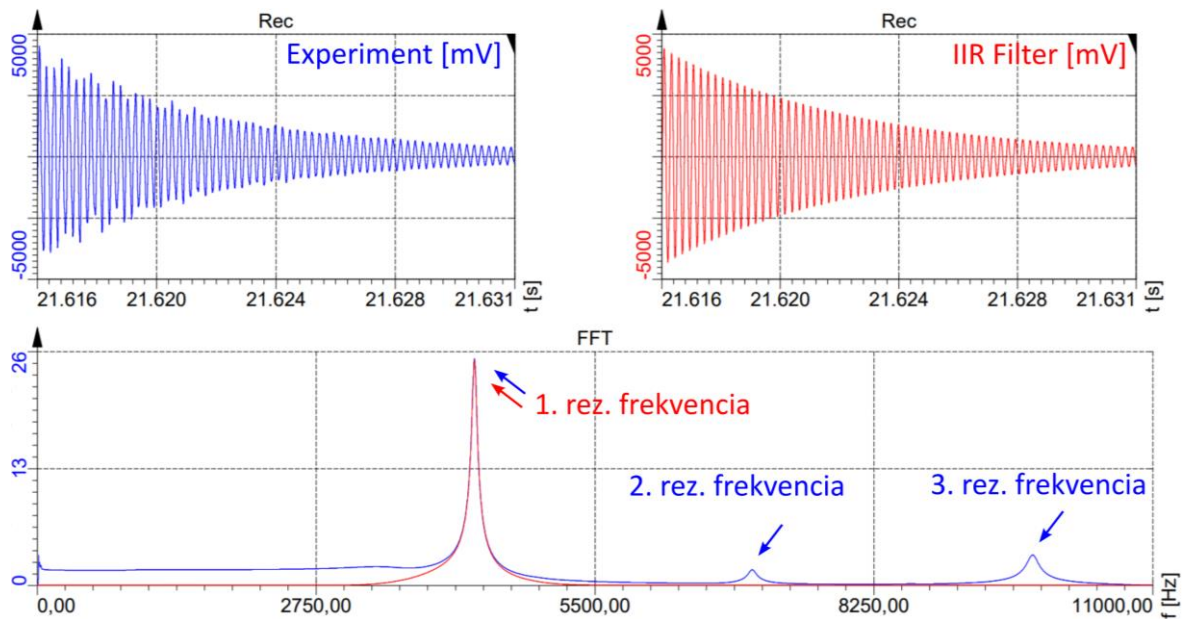 Rec
5000
Experiment [mV]
-5000
21.616 21.620 21.624 21.628 21.631
t [s]
Rec
5000
IIR Filter [mV]
-5000
21.616 21.620 21.624 21.628 21.631
t [s]
FFT
26
1. rez. frekvencia
13
2. rez. frekvencia
3. rez. frekvencia
0
0,00 2750,00 5500,00 8250,00 11000,00
f [Hz]